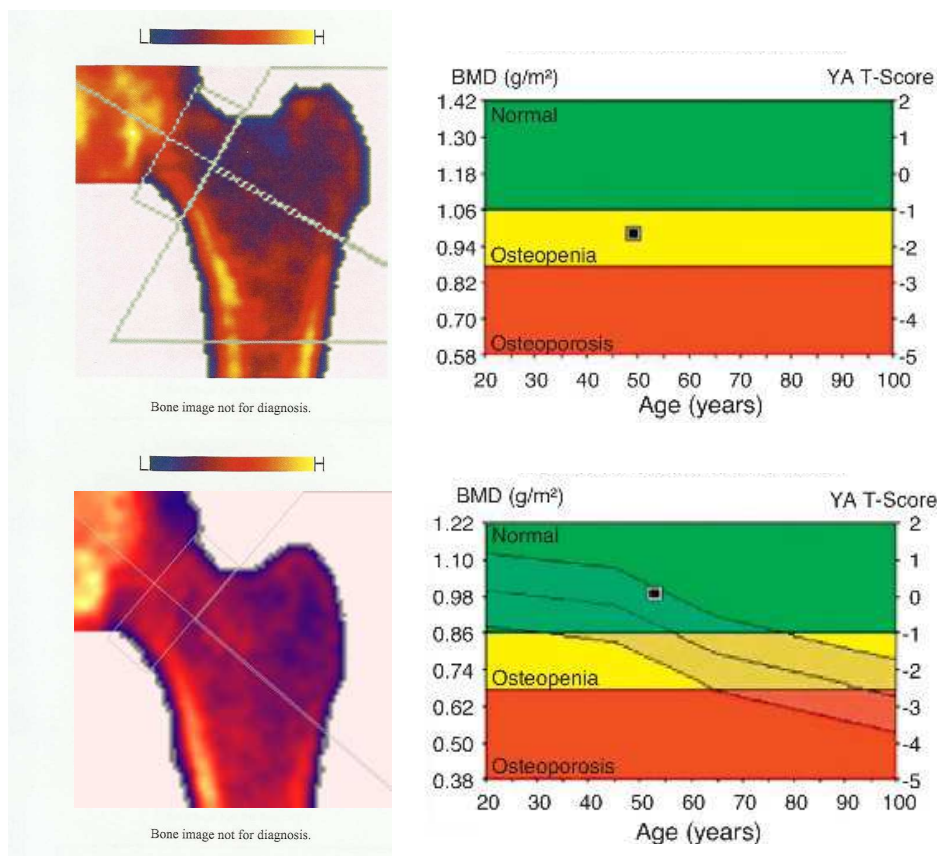 L H
Bone image not for diagnosis.
BMD (g/m²) YA T-Score
1.42 Normal 2
1.30 1
1.18 0
1.06 -1
0.94 -2
Osteopenia
0.82 -3
0.70 -4
0.58 Osteoporosis -5
20 30 40 50 60 70 80 90 100
Age (years)
L H
Bone image not for diagnosis.
BMD (g/m²) YA T-Score
1.22 Normal 2
1.10 1
0.98 0
0.86 -1
0.74 -2
Osteopenia
0.62 -3
0.50 -4
0.38 Osteoporosis -5
20 30 40 50 60 70 80 90 100
Age (years)